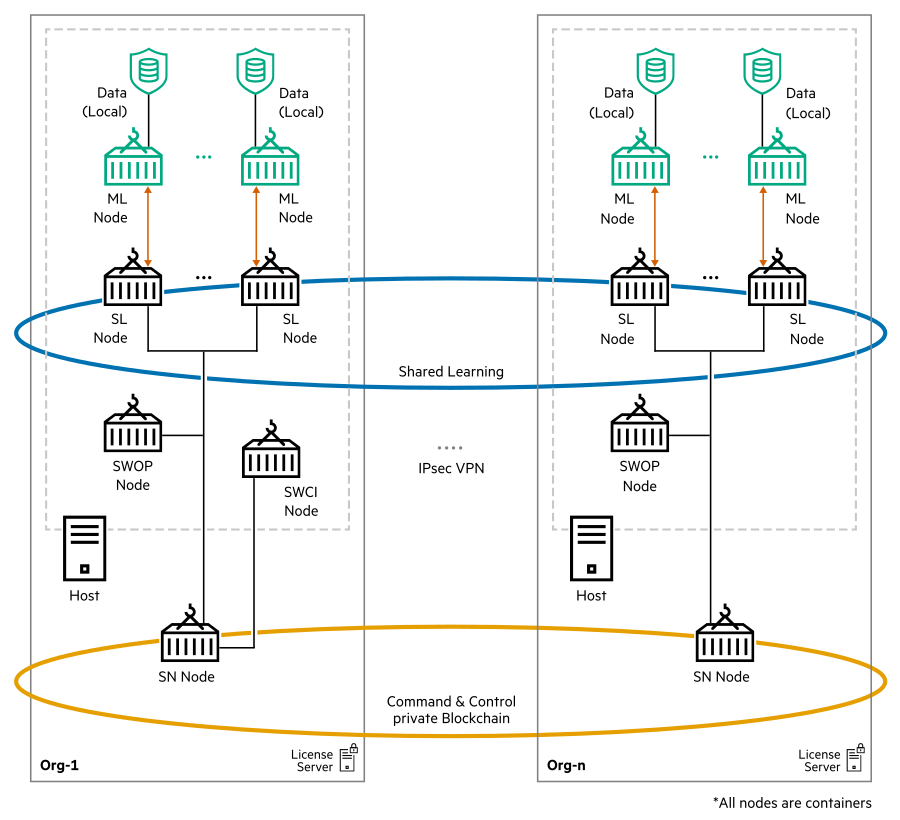 Data
(Local)
Data
(Local)
Data
(Local)
Data
(Local)
ML
Node
ML
Node
ML
Node
ML
Node
SL
Node
SL
Node
SL
Node
SL
Node
Shared Learning
SWOP
Node
SWCI
Node
IPsec VPN
SWOP
Node
Host
Host
SN Node
SN Node
Command & Control
private Blockchain
Org-1
License
Server
Org-n
License
Server
*All nodes are containers